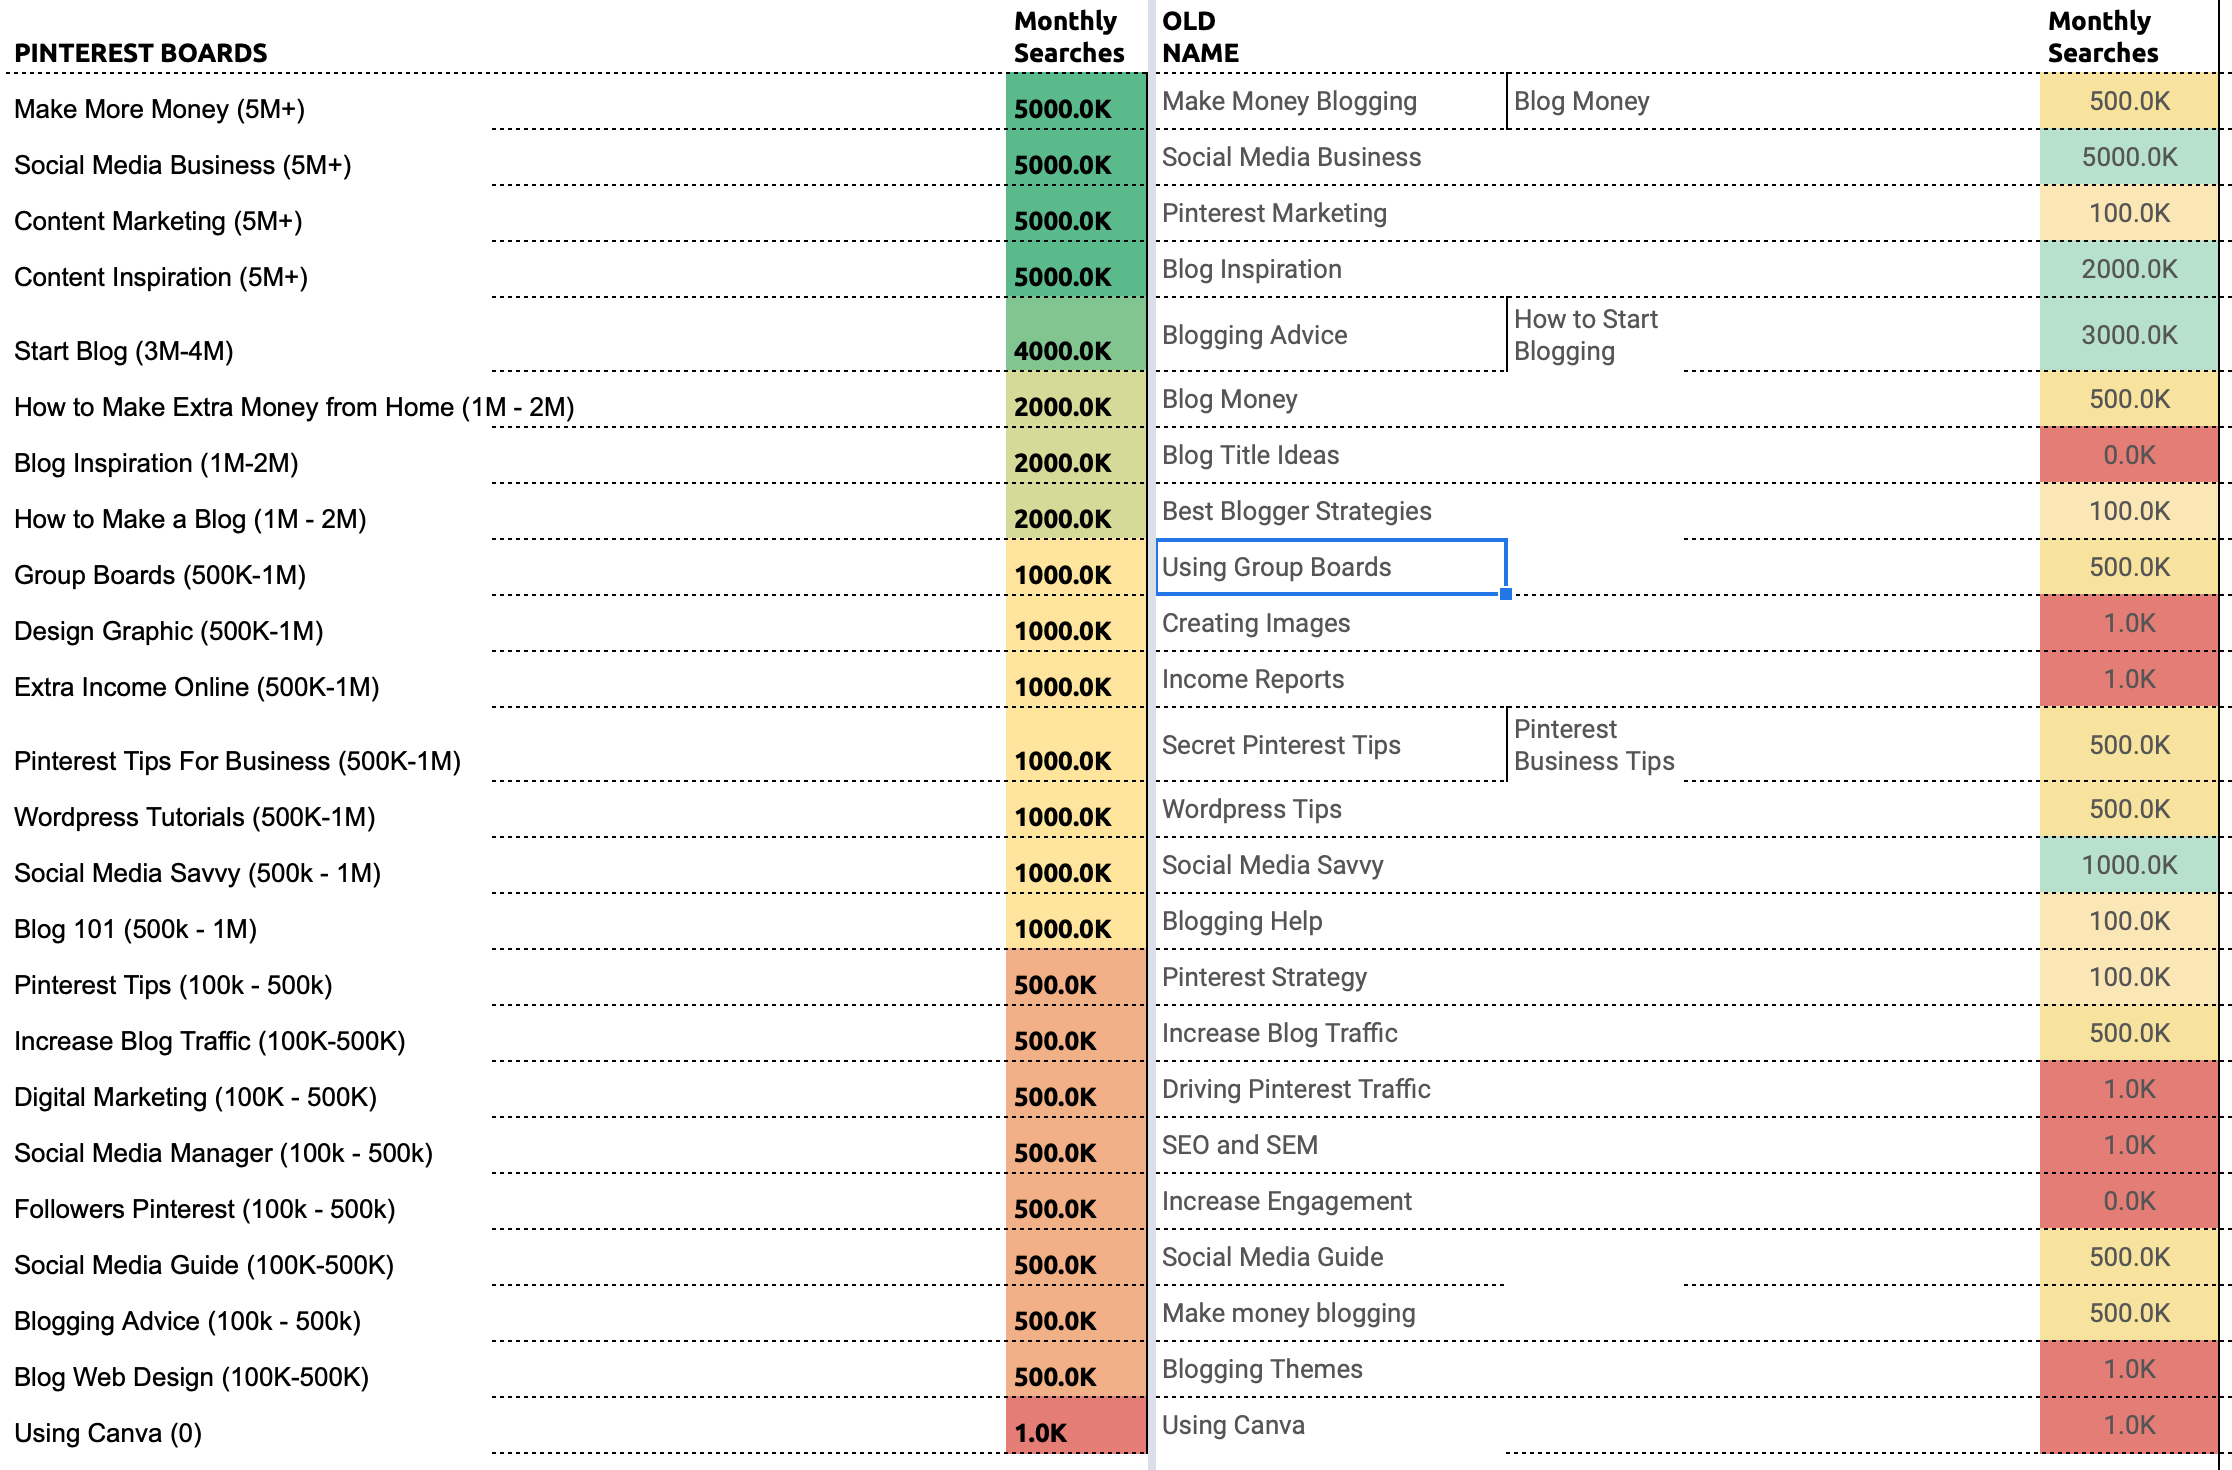 PINTEREST BOARDS Monthly Searches OLD NAME Monthly Searches
Make More Money (5M+) 5000.0K Make Money Blogging Blog Money 500.0K
Social Media Business (5M+) 5000.0K Social Media Business 5000.0K
Content Marketing (5M+) 5000.0K Pinterest Marketing 100.0K
Content Inspiration (5M+) 5000.0K Blog Inspiration 2000.0K
Start Blog (3M-4M) 4000.0K Blogging Advice How to Start Blogging 3000.0K
How to Make Extra Money from Home (1M - 2M) 2000.0K Blog Money 500.0K
Blog Inspiration (1M-2M) 2000.0K Blog Title Ideas 0.0K
How to Make a Blog (1M - 2M) 2000.0K Best Blogger Strategies 100.0K
Group Boards (500K-1M) 1000.0K Using Group Boards 500.0K
Design Graphic (500K-1M) 1000.0K Creating Images 1.0K
Extra Income Online (500K-1M) 1000.0K Income Reports 1.0K
Pinterest Tips For Business (500K-1M) 1000.0K Secret Pinterest Tips Pinterest Business Tips 500.0K
Wordpress Tutorials (500K-1M) 1000.0K Wordpress Tips 500.0K
Social Media Savvy (500k - 1M) 1000.0K Social Media Savvy 1000.0K
Blog 101 (500k - 1M) 1000.0K Blogging Help 100.0K
Pinterest Tips (100k - 500k) 500.0K Pinterest Strategy 100.0K
Increase Blog Traffic (100K-500K) 500.0K Increase Blog Traffic 500.0K
Digital Marketing (100K - 500K) 500.0K Driving Pinterest Traffic 1.0K
Social Media Manager (100k - 500k) 500.0K SEO and SEM 1.0K
Followers Pinterest (100k - 500k) 500.0K Increase Engagement 0.0K
Social Media Guide (100K-500K) 500.0K Social Media Guide 500.0K
Blogging Advice (100k - 500k) 500.0K Make money blogging 500.0K
Blog Web Design (100K-500K) 500.0K Blogging Themes 1.0K
Using Canva (0) 1.0K Using Canva 1.0K